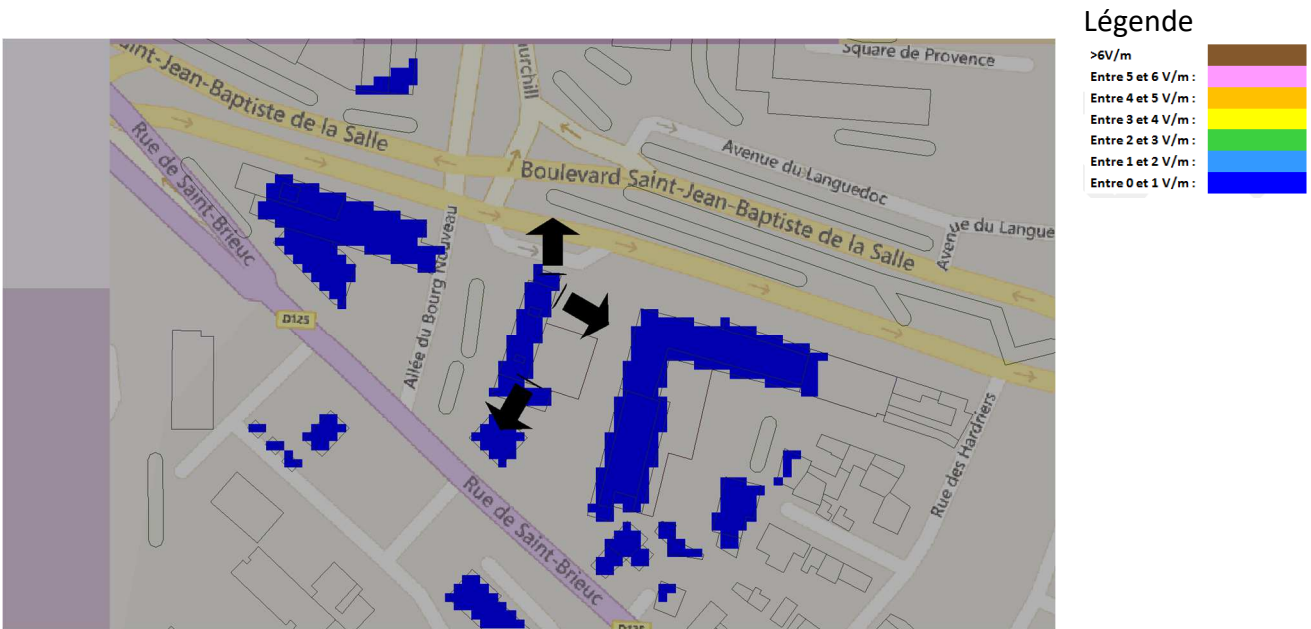 Légende
>6V/m
Entre 5 et 6 V/m :
Entre 4 et 5 V/m :
Entre 3 et 4 V/m :
Entre 2 et 3 V/m :
Entre 1 et 2 V/m :
Entre 0 et 1 V/m :
int-Jean-Baptiste de la Salle
urchill
Square de Provence
Rue de Saint-Brieuc
Avenue du Languedoc
Boulevard Saint-Jean-Baptiste de la Salle
Avenue du Langue
Allée du Bourg Nouveau
D125
Rue des Hardriers
Rue de Saint-Brieuc
D125